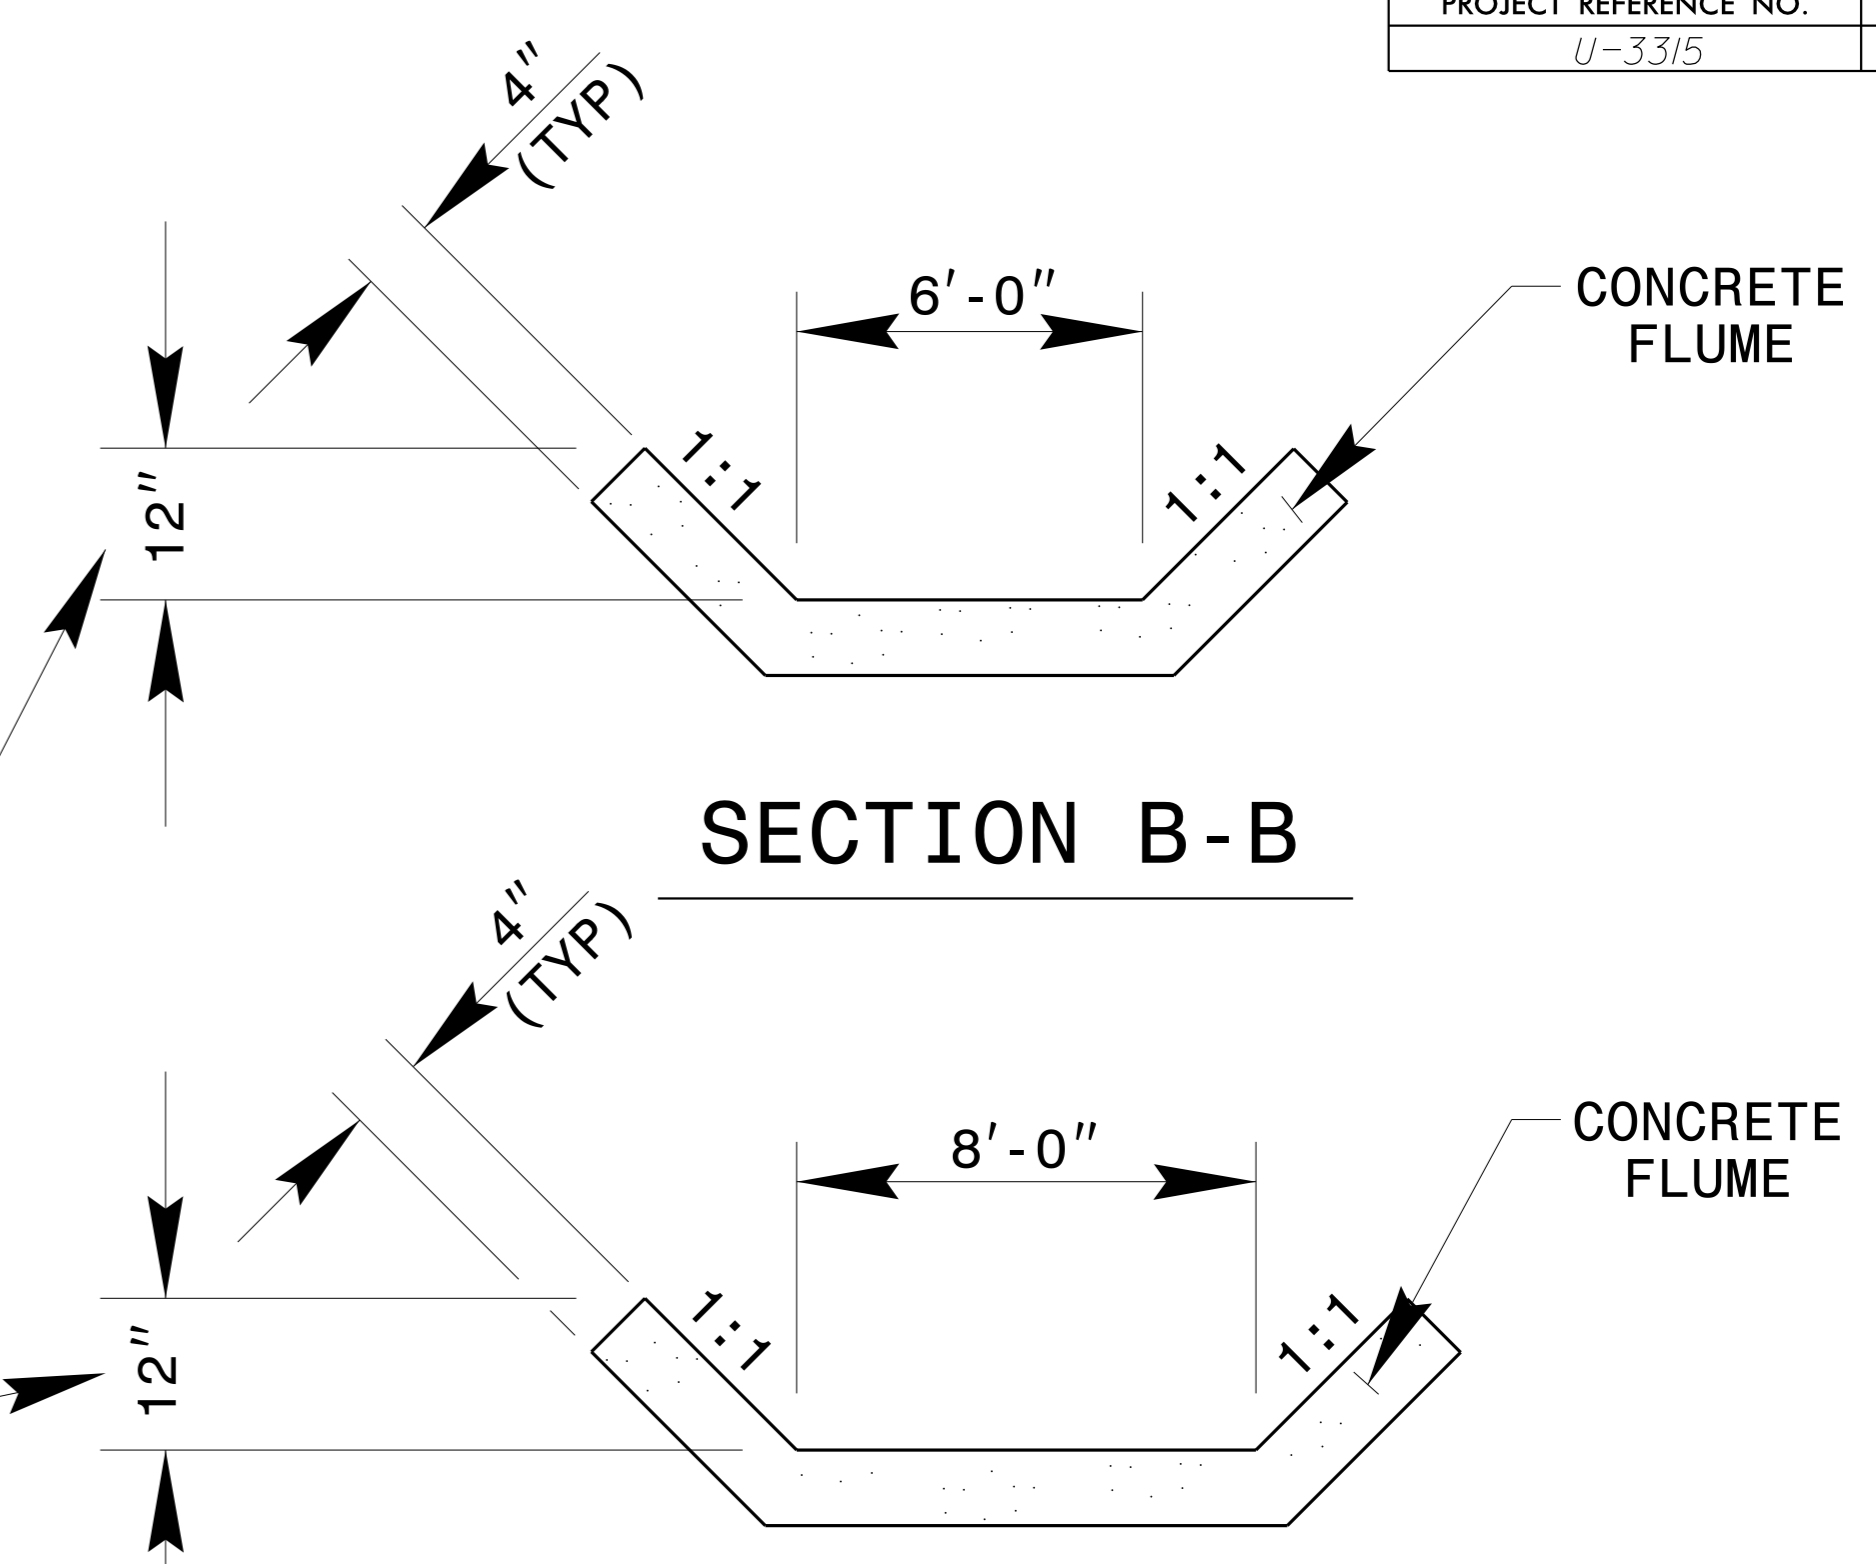 PROJECT REFERENCE NO.
U-3315
4"
(TYP)
6'-0"
CONCRETE
FLUME
1:1
1:1
12"
SECTION B-B
4"
(TYP)
8'-0"
CONCRETE
FLUME
1:1
1:1
12"